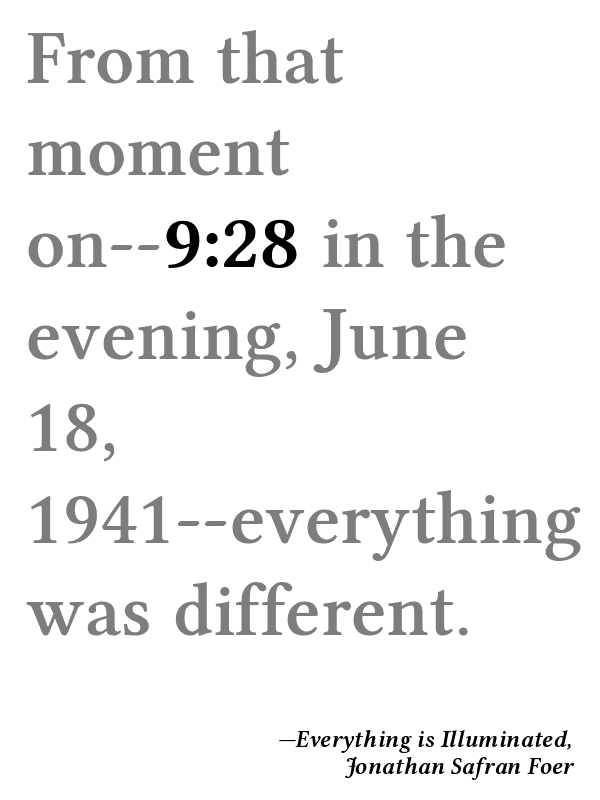 From that
moment
on--9:28 in the
evening, June
18,
1941--everything
was different.
—Everything is Illuminated,
Jonathan Safran Foer